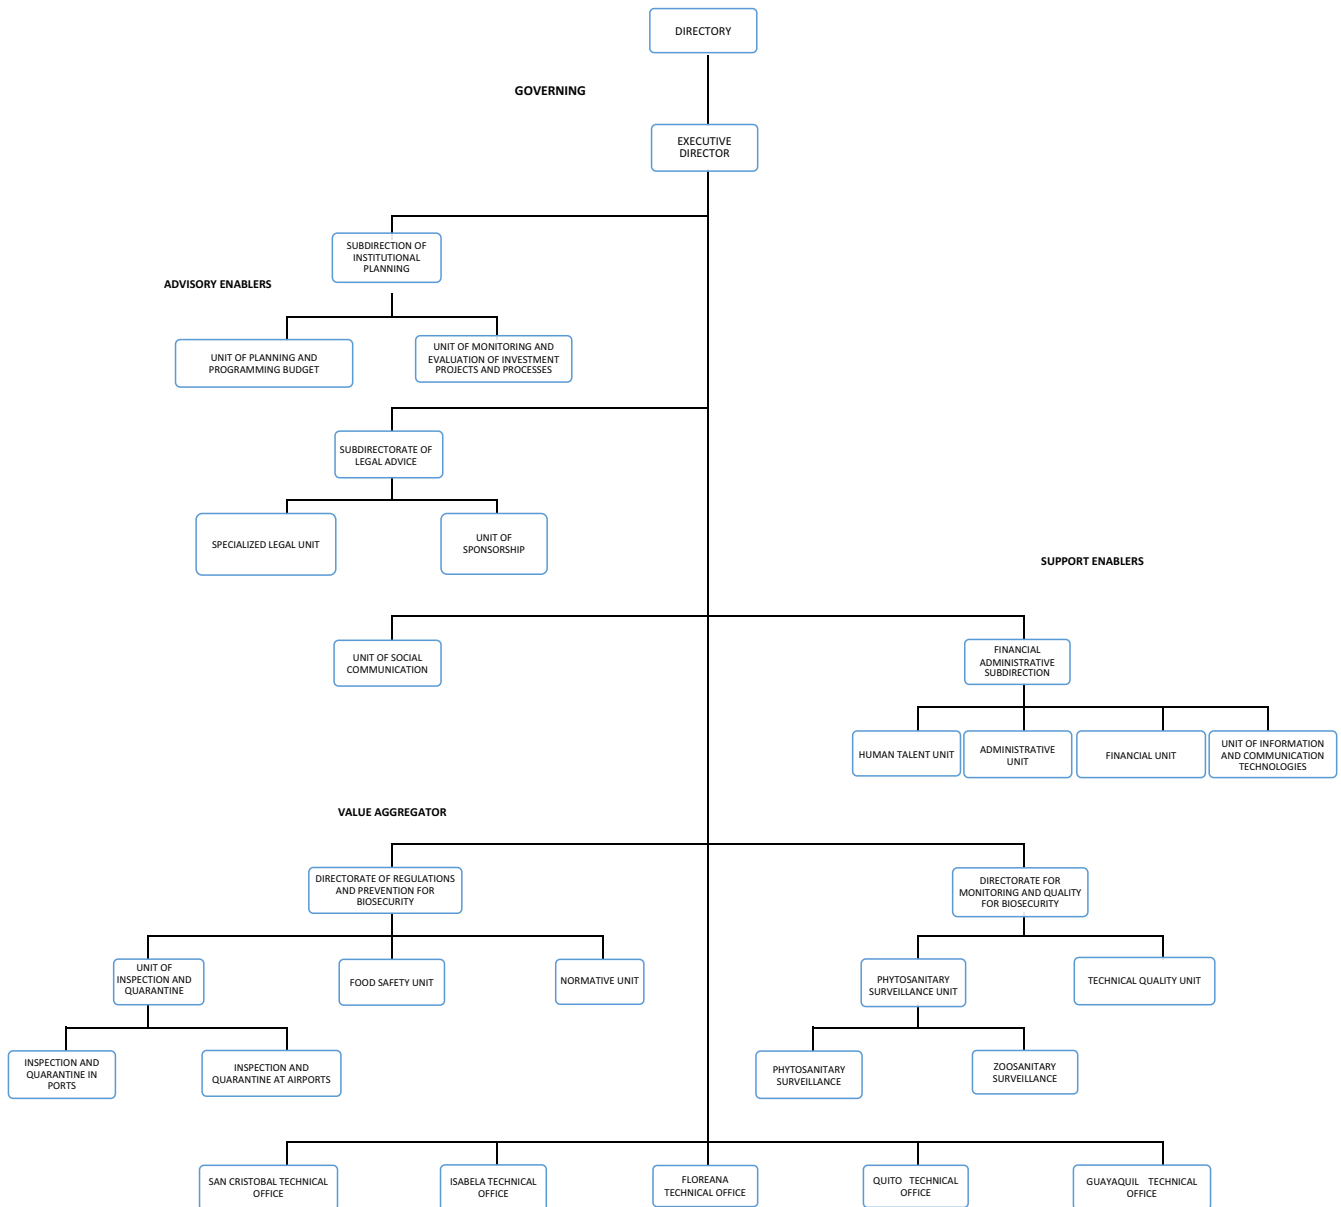 DIRECTORY
GOVERNING
EXECUTIVE
DIRECTOR
SUBDIRECTION OF
INSTITUTIONAL
PLANNING
ADVISORY ENABLERS
UNIT OF PLANNING AND
PROGRAMMING BUDGET
UNIT OF MONITORING AND
EVALUATION OF INVESTMENT
PROJECTS AND PROCESSES
SUBDIRECTORATE OF
LEGAL ADVICE
SPECIALIZED LEGAL UNIT
UNIT OF
SPONSORSHIP
SUPPORT ENABLERS
UNIT OF SOCIAL
COMMUNICATION
FINANCIAL
ADMINISTRATIVE
SUBDIRECTION
HUMAN TALENT UNIT
ADMINISTRATIVE
UNIT
FINANCIAL UNIT
UNIT OF INFORMATION
AND COMMUNICATION
TECHNOLOGIES
VALUE AGGREGATOR
DIRECTORATE OF REGULATIONS
AND PREVENTION FOR
BIOSECURITY
DIRECTORATE FOR
MONITORING AND QUALITY
FOR BIOSECURITY
UNIT OF
INSPECTION AND
QUARANTINE
FOOD SAFETY UNIT
NORMATIVE UNIT
PHYTOSANITARY
SURVEILLANCE UNIT
TECHNICAL QUALITY UNIT
INSPECTION AND
QUARANTINE IN
PORTS
INSPECTION AND
QUARANTINE AT AIRPORTS
PHYTOSANITARY
SURVEILLANCE
ZOOSANITARY
SURVEILLANCE
SAN CRISTOBAL TECHNICAL
OFFICE
ISABELA TECHNICAL
OFFICE
FLOREANA
TECHNICAL OFFICE
QUITO TECHNICAL
OFFICE
GUAYAQUIL TECHNICAL
OFFICE